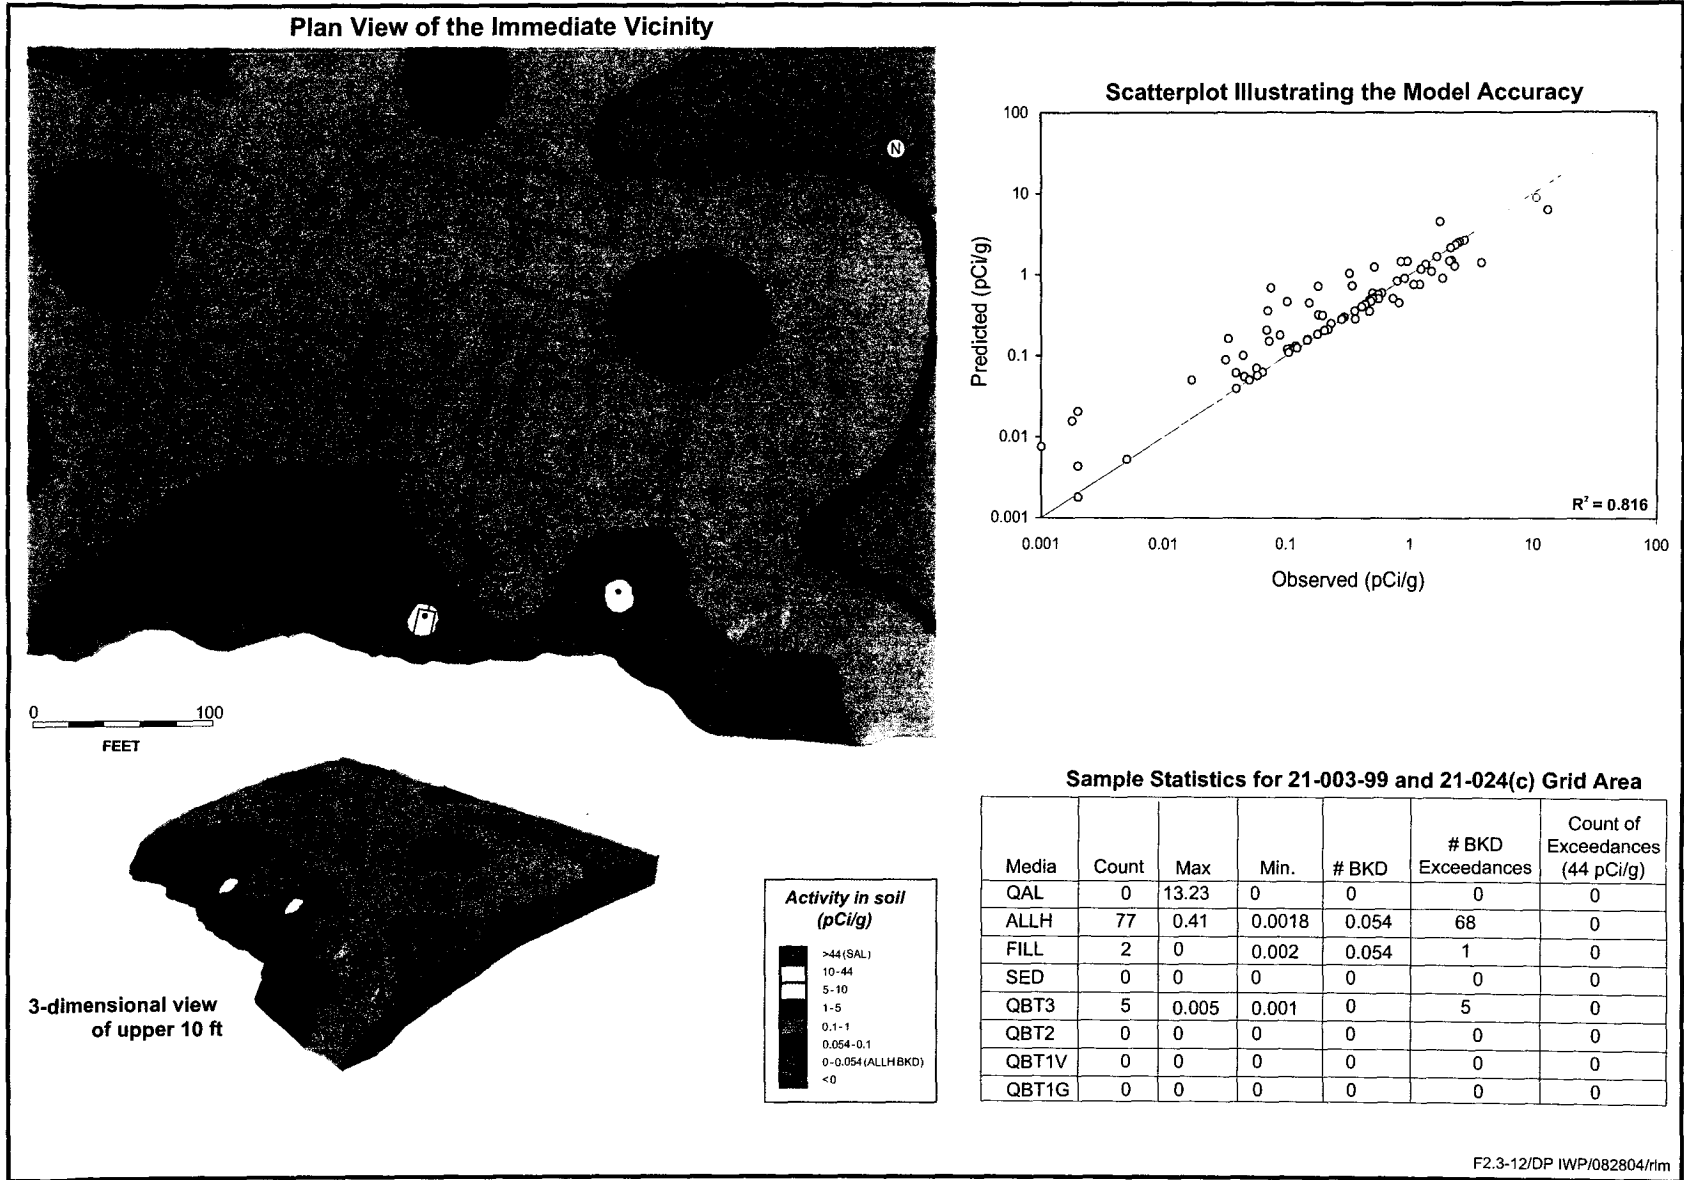 Plan View of the Immediate Vicinity
N
0 100
FEET
3-dimensional view
of upper 10 ft
Activity in soil
(pCi/g)
>44 (SAL)
10-44
5-10
1-5
0.1-1
0.054-0.1
0-0.054 (ALLH BKD)
<0
Scatterplot Illustrating the Model Accuracy
100
10
1
0.1
0.01
0.001
Predicted (pCi/g)
R² = 0.816
0.001 0.01 0.1 1 10 100
Observed (pCi/g)
Sample Statistics for 21-003-99 and 21-024(c) Grid Area
Media Count Max Min. # BKD # BKD Exceedances Count of Exceedances (44 pCi/g)
QAL 0 13.23 0 0 0 0
ALLH 77 0.41 0.0018 0.054 68 0
FILL 2 0 0.002 0.054 1 0
SED 0 0 0 0 0 0
QBT3 5 0.005 0.001 0 5 0
QBT2 0 0 0 0 0 0
QBT1V 0 0 0 0 0 0
QBT1G 0 0 0 0 0 0
F2.3-12/DP IWP/082804/rlm